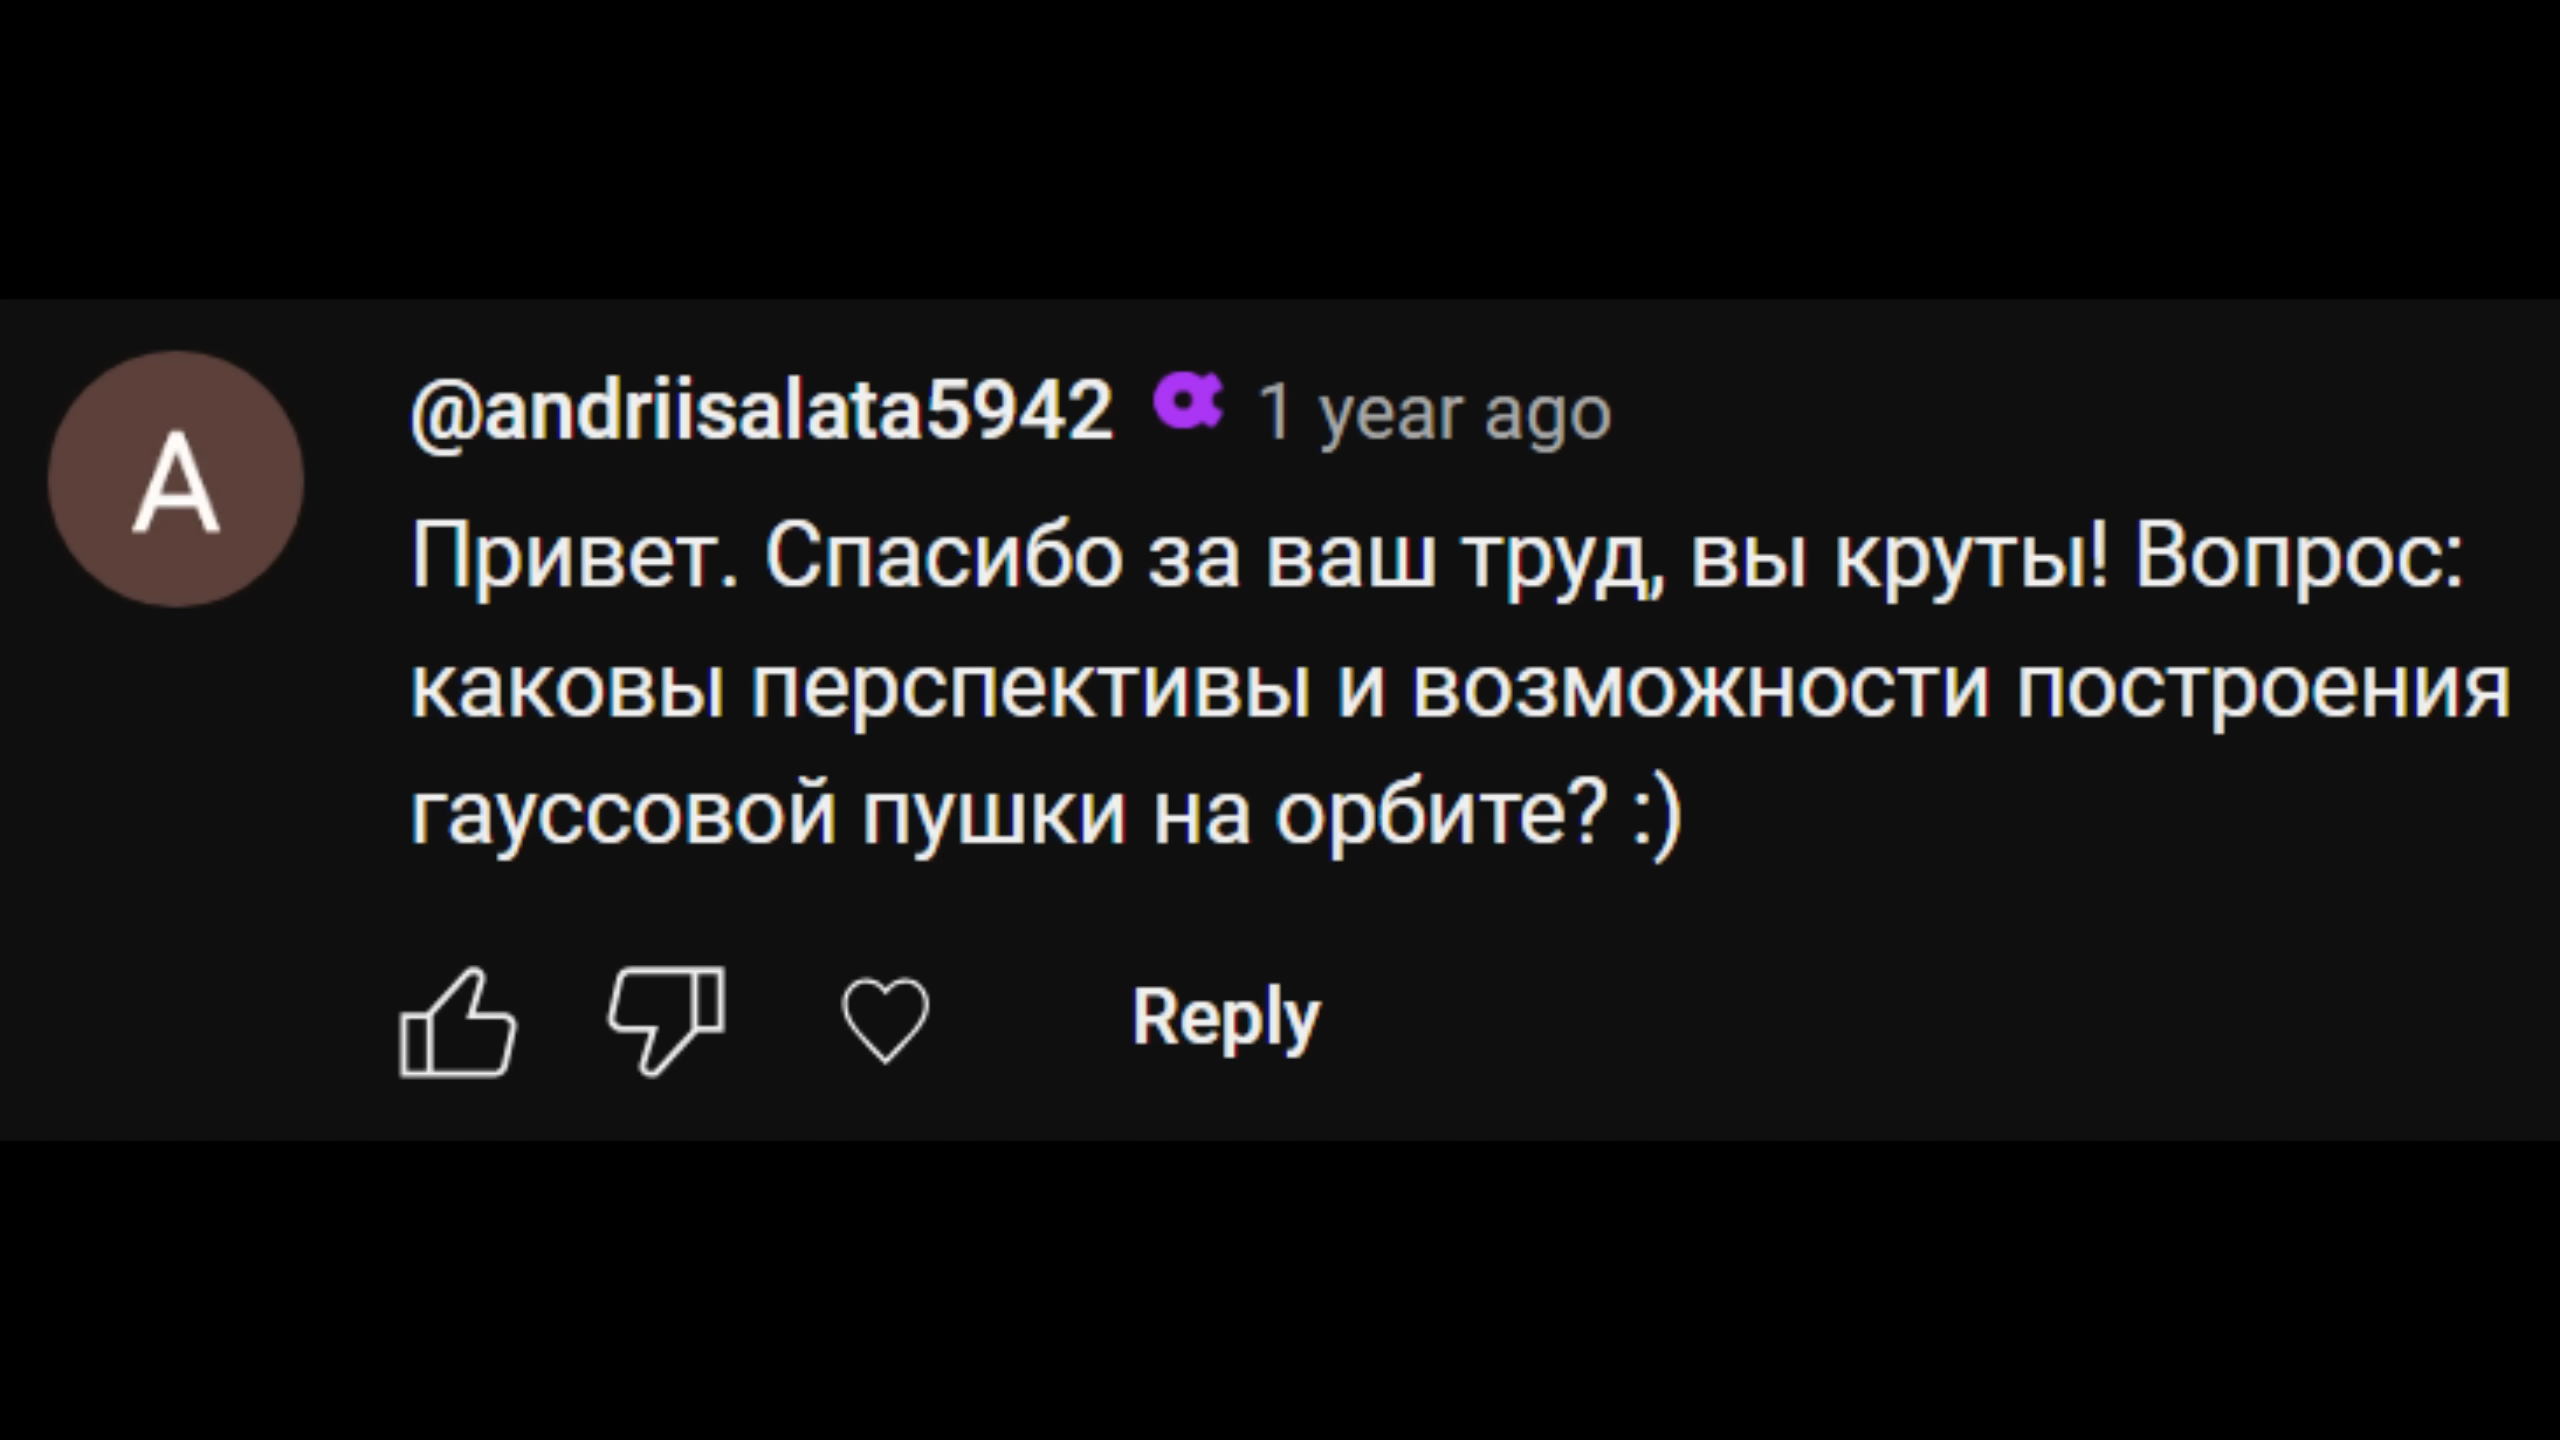 A
@andriisalata5942 1 year ago
Привет. Спасибо за ваш труд, вы круты! Вопрос:
каковы перспективы и возможности построения
гауссовой пушки на орбите? :)
Reply